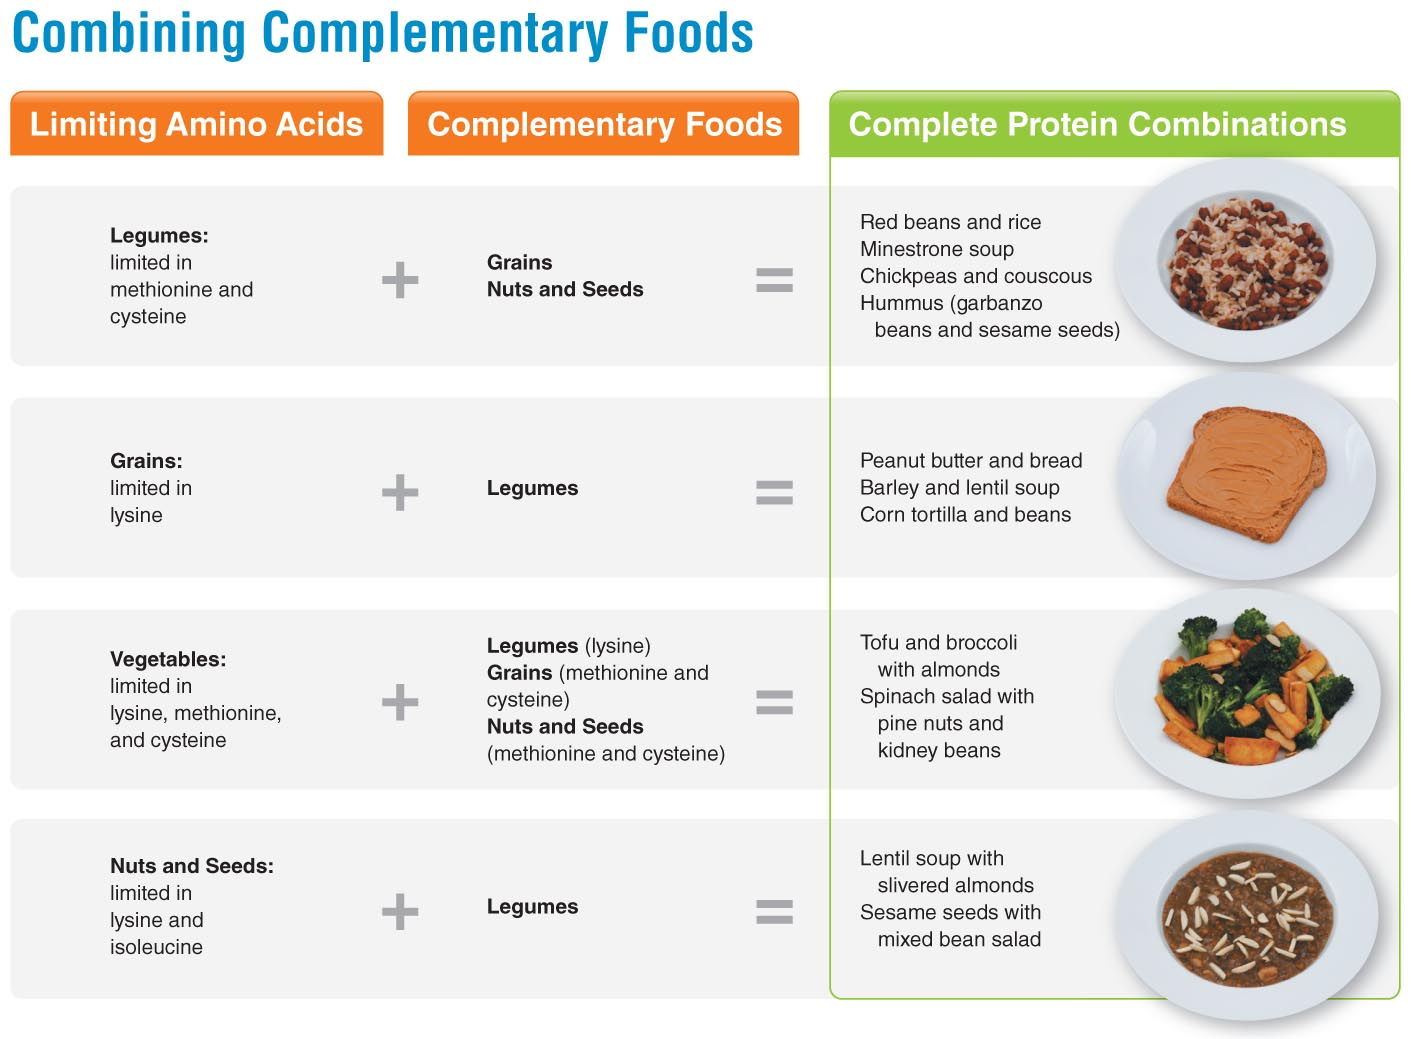 Combining Complementary Foods
Limiting Amino Acids
Complementary Foods
Complete Protein Combinations
Legumes:
limited in
methionine and
cysteine
+
Grains
Nuts and Seeds
=
Red beans and rice
Minestrone soup
Chickpeas and couscous
Hummus (garbanzo
beans and sesame seeds)
Grains:
limited in
lysine
+
Legumes
=
Peanut butter and bread
Barley and lentil soup
Corn tortilla and beans
Vegetables:
limited in
lysine, methionine,
and cysteine
+
Legumes (lysine)
Grains (methionine and
cysteine)
Nuts and Seeds
(methionine and cysteine)
=
Tofu and broccoli
with almonds
Spinach salad with
pine nuts and
kidney beans
Nuts and Seeds:
limited in
lysine and
isoleucine
+
Legumes
=
Lentil soup with
slivered almonds
Sesame seeds with
mixed bean salad